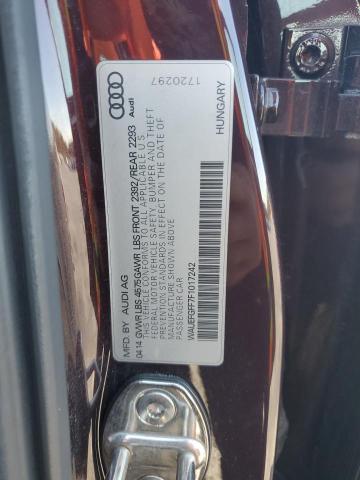 1720297
Audi
HUNGARY
MFD. BY AUDI AG
04 14 GVWR LBS 4575 GAWR LBS FRONT 2392/REAR 2293
THIS VEHICLE CONFORMS TO ALL APPLICABLE U.S.
FEDERAL MOTOR VEHICLE SAFETY, BUMPER AND THEFT
PREVENTION STANDARDS IN EFFECT ON THE DATE OF
MANUFACTURE SHOWN ABOVE.
PASSENGER CAR
WAUEFGFF7F1017242